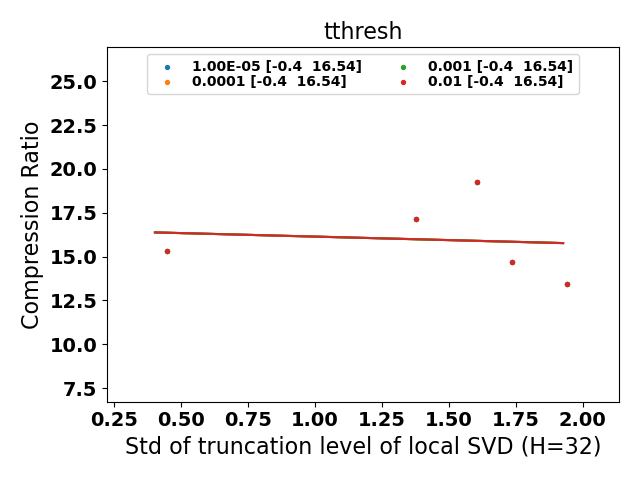 tthresh
1.00E-05 [-0.4  16.54]
0.0001 [-0.4  16.54]
0.001 [-0.4  16.54]
0.01 [-0.4  16.54]
Compression Ratio
25.0
22.5
20.0
17.5
15.0
12.5
10.0
7.5
0.25 0.50 0.75 1.00 1.25 1.50 1.75 2.00
Std of truncation level of local SVD (H=32)